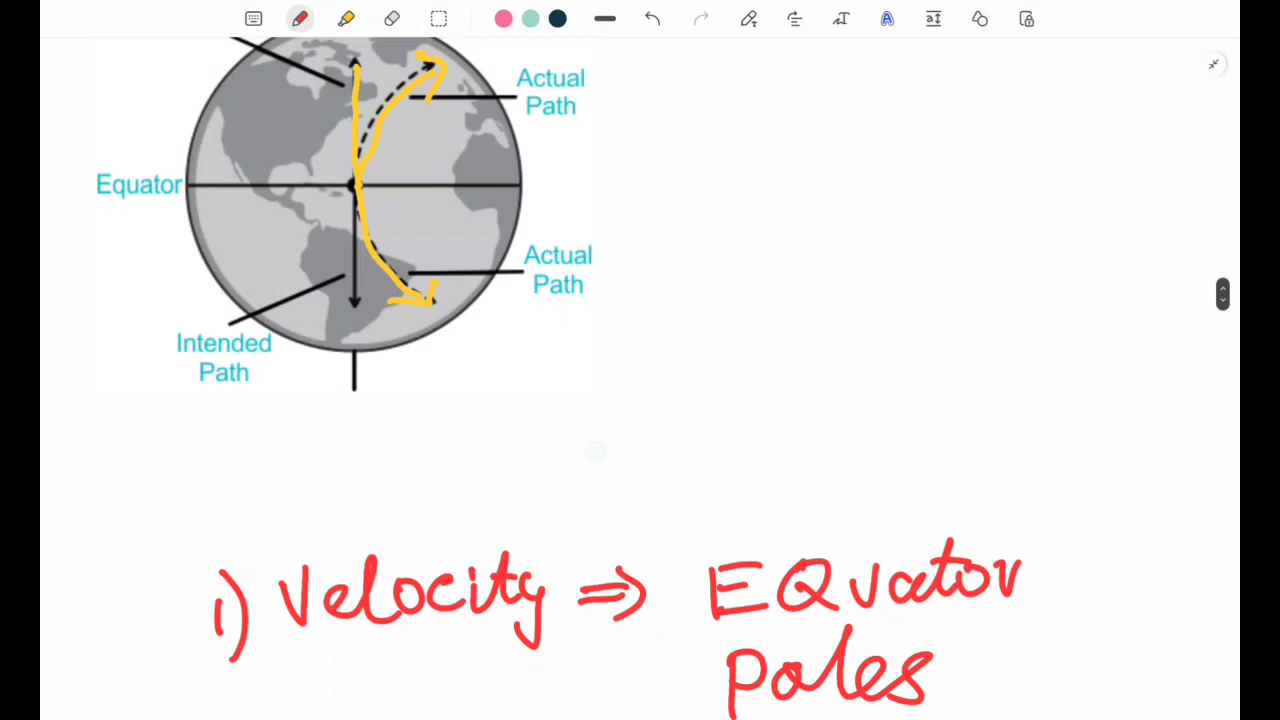 Actual
Path
Equator
Actual
Path
Intended
Path
1) Velocity ⇒ EQuator
poles